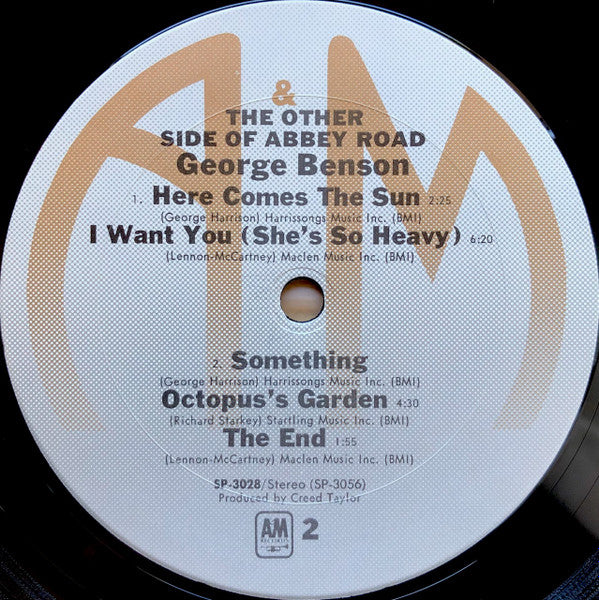 A&M
THE OTHER
SIDE OF ABBEY ROAD
George Benson
1. Here Comes The Sun 2:25
(George Harrison) Harrisongs Music Inc. (BMI)
I Want You (She's So Heavy) 6:20
(Lennon-McCartney) Maclen Music Inc. (BMI)
2. Something
(George Harrison) Harrissongs Music Inc. (BMI)
Octopus's Garden 4:30
(Richard Starkey) Startling Music Inc. (BMI)
The End 1:55
(Lennon-McCartney) Maclen Music Inc. (BMI)
SP-3028/Stereo (SP-3056)
Produced by Creed Taylor
AM
RECORDS
2